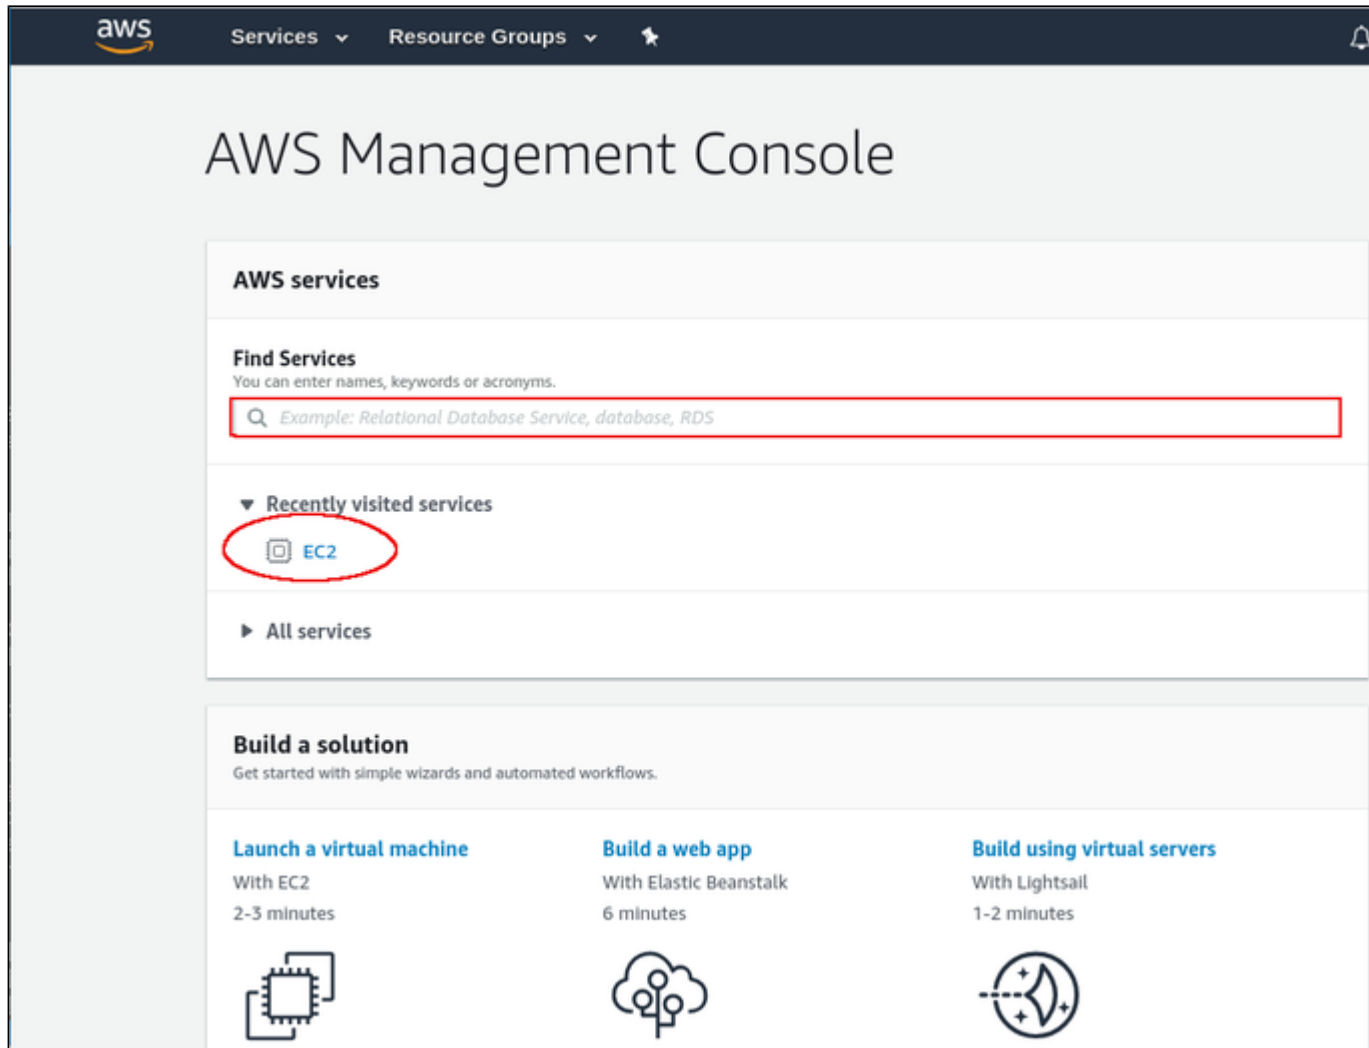 aws Services Resource Groups
AWS Management Console
AWS services
Find Services
You can enter names, keywords or acronyms.
Example: Relational Database Service, database, RDS
Recently visited services
EC2
All services
Build a solution
Get started with simple wizards and automated workflows.
Launch a virtual machine
With EC2
2-3 minutes
Build a web app
With Elastic Beanstalk
6 minutes
Build using virtual servers
With Lightsail
1-2 minutes